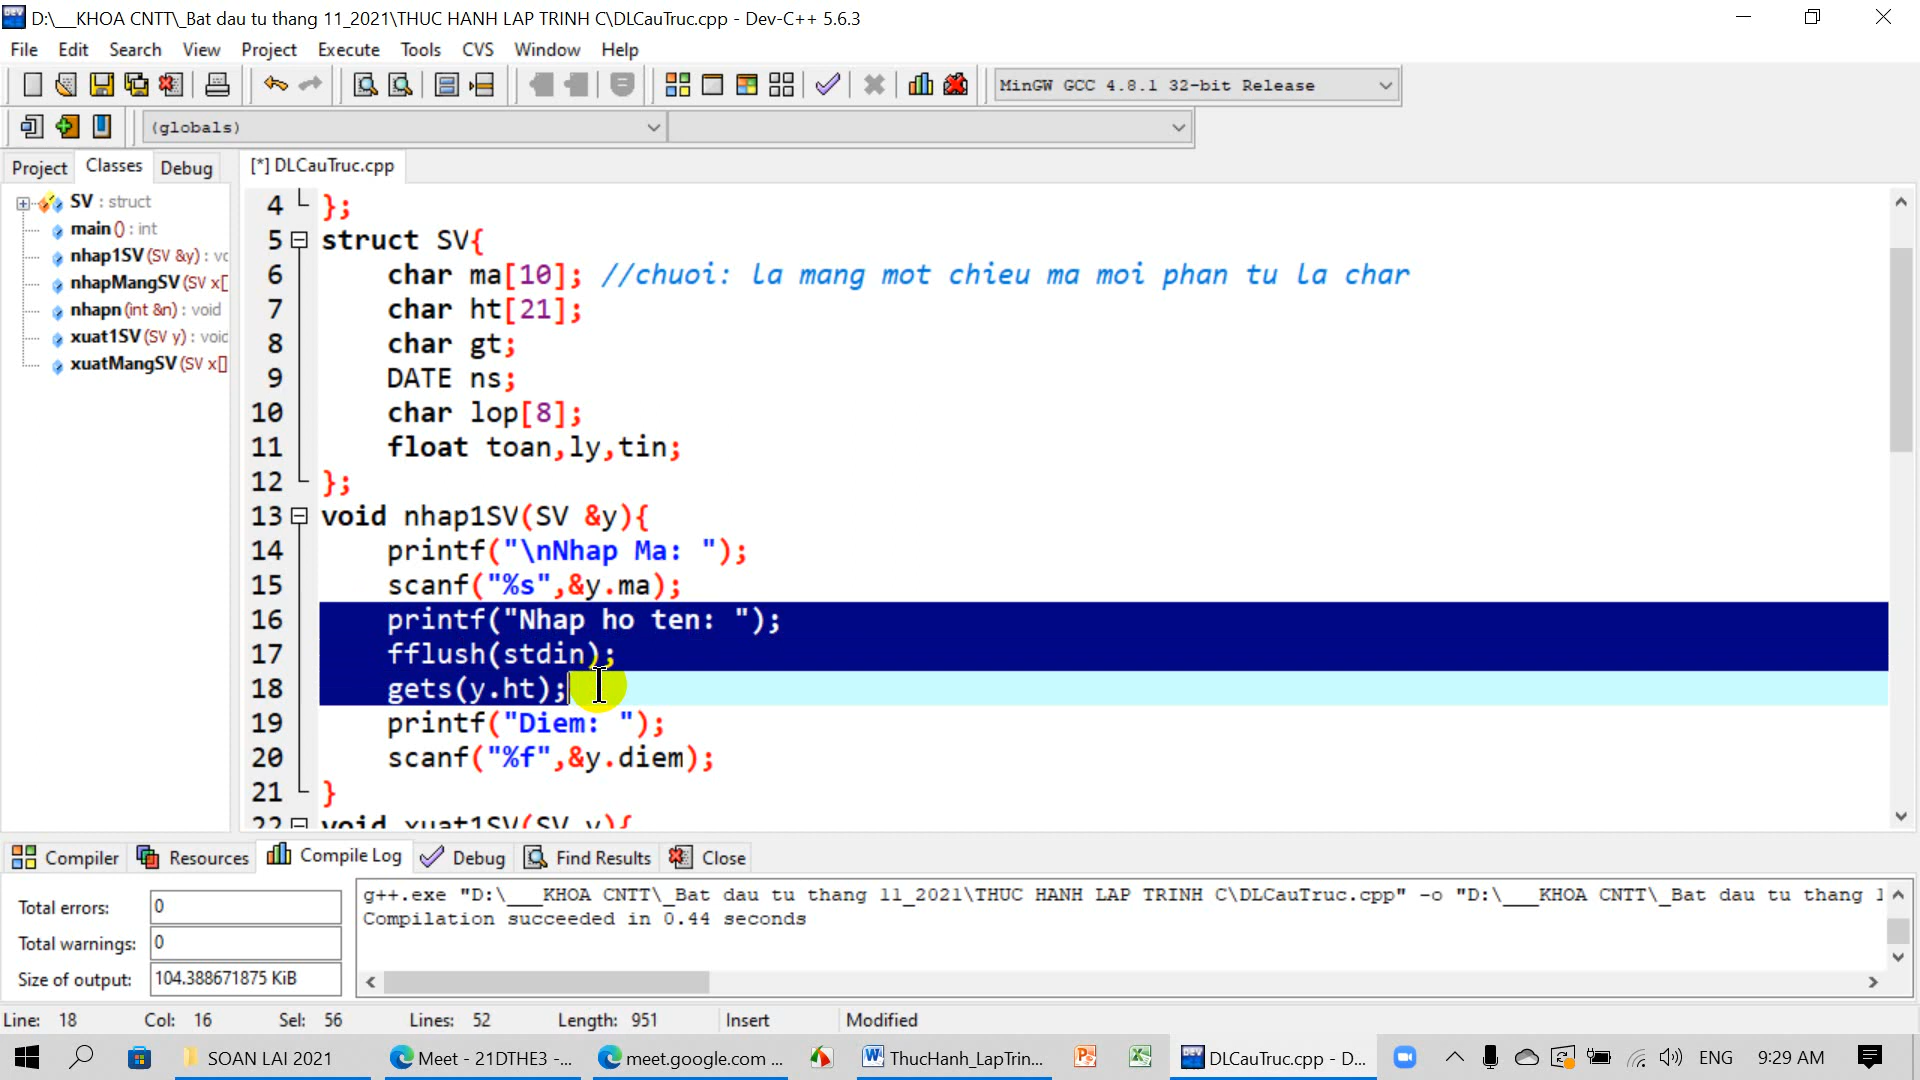 D:\___KHOA CNTT\_Bat dau tu thang 11_2021\THUC HANH LAP TRINH C\DLCauTruc.cpp - Dev-C++ 5.6.3
File Edit Search View Project Execute Tools CVS Window Help
MinGW GCC 4.8.1 32-bit Release
(globals)
Project Classes Debug [*] DLCauTruc.cpp
SV : struct
main () : int
nhap1SV (SV &y) : vc
nhapMangSV (SV x[
nhapn (int &n) : void
xuat1SV (SV y) : void
xuatMangSV (SV x[]
4 };
5 struct SV{
6 char ma[10]; //chuoi: la mang mot chieu ma moi phan tu la char
7 char ht[21];
8 char gt;
9 DATE ns;
10 char lop[8];
11 float toan,ly,tin;
12 };
13 void nhap1SV(SV &y){
14 printf("\nNhap Ma: ");
15 scanf("%s",&y.ma);
16 printf("Nhap ho ten: ");
17 fflush(stdin);
18 gets(y.ht);
19 printf("Diem: ");
20 scanf("%f",&y.diem);
21 }
22 void xuat1SV(SV y){
Compiler Resources Compile Log Debug Find Results Close
Total errors: 0
Total warnings: 0
Size of output: 104.388671875 KiB
g++.exe "D:\___KHOA CNTT\_Bat dau tu thang 11_2021\THUC HANH LAP TRINH C\DLCauTruc.cpp" -o "D:\___KHOA CNTT\_Bat dau tu thang 1
Compilation succeeded in 0.44 seconds
Line: 18 Col: 16 Sel: 56 Lines: 52 Length: 951 Insert Modified
SOAN LAI 2021 Meet - 21DTHE3 -... meet.google.com ... ThucHanh_LapTrin... DLCauTruc.cpp - D... ENG 9:29 AM